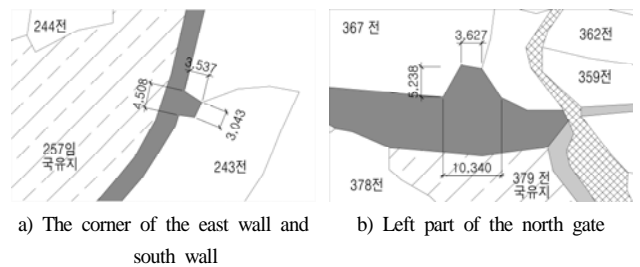 244전
3,537
4,508
3,043
257임
국유지
243전
a) The corner of the east wall and
south wall
367 전
3,627
362전
5,238
359전
10,340
378전
379 전
국유지
b) Left part of the north gate